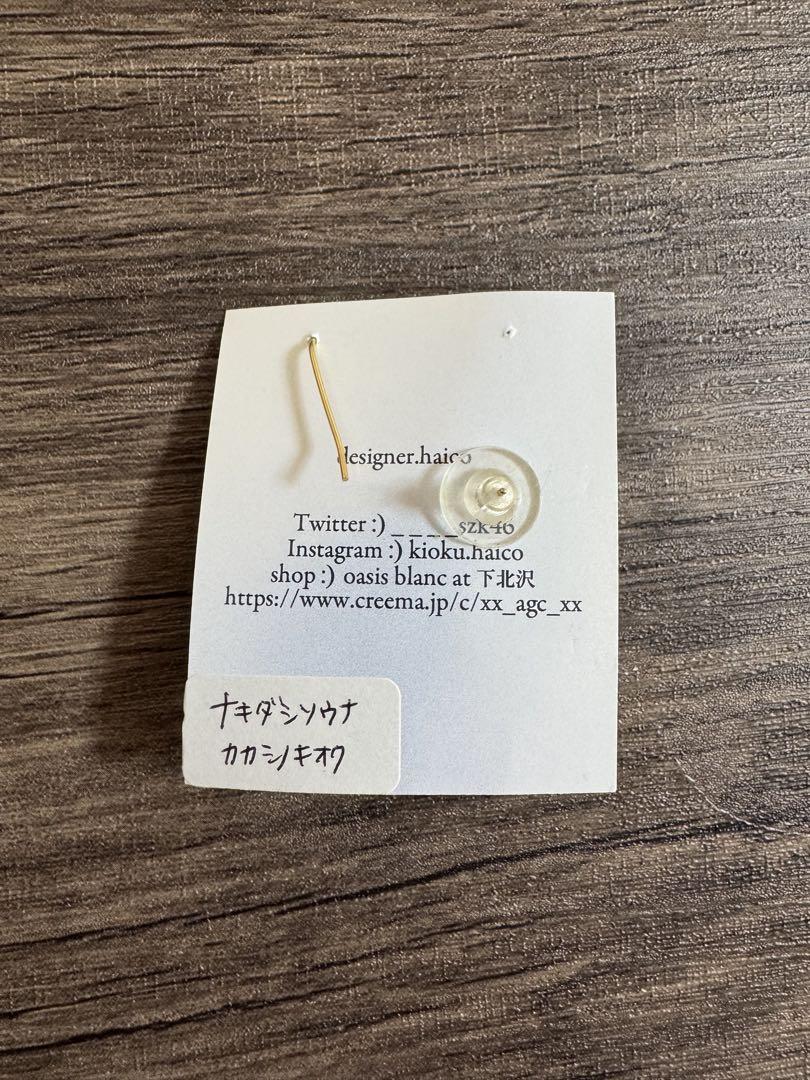 designer.haico
Twitter :) _ _ _ _szk46
Instagram :) kioku.haico
shop :) oasis blanc at 下北沢
https://www.creema.jp/c/xx_agc_xx
ナキダシソウナ
カカシノキオク